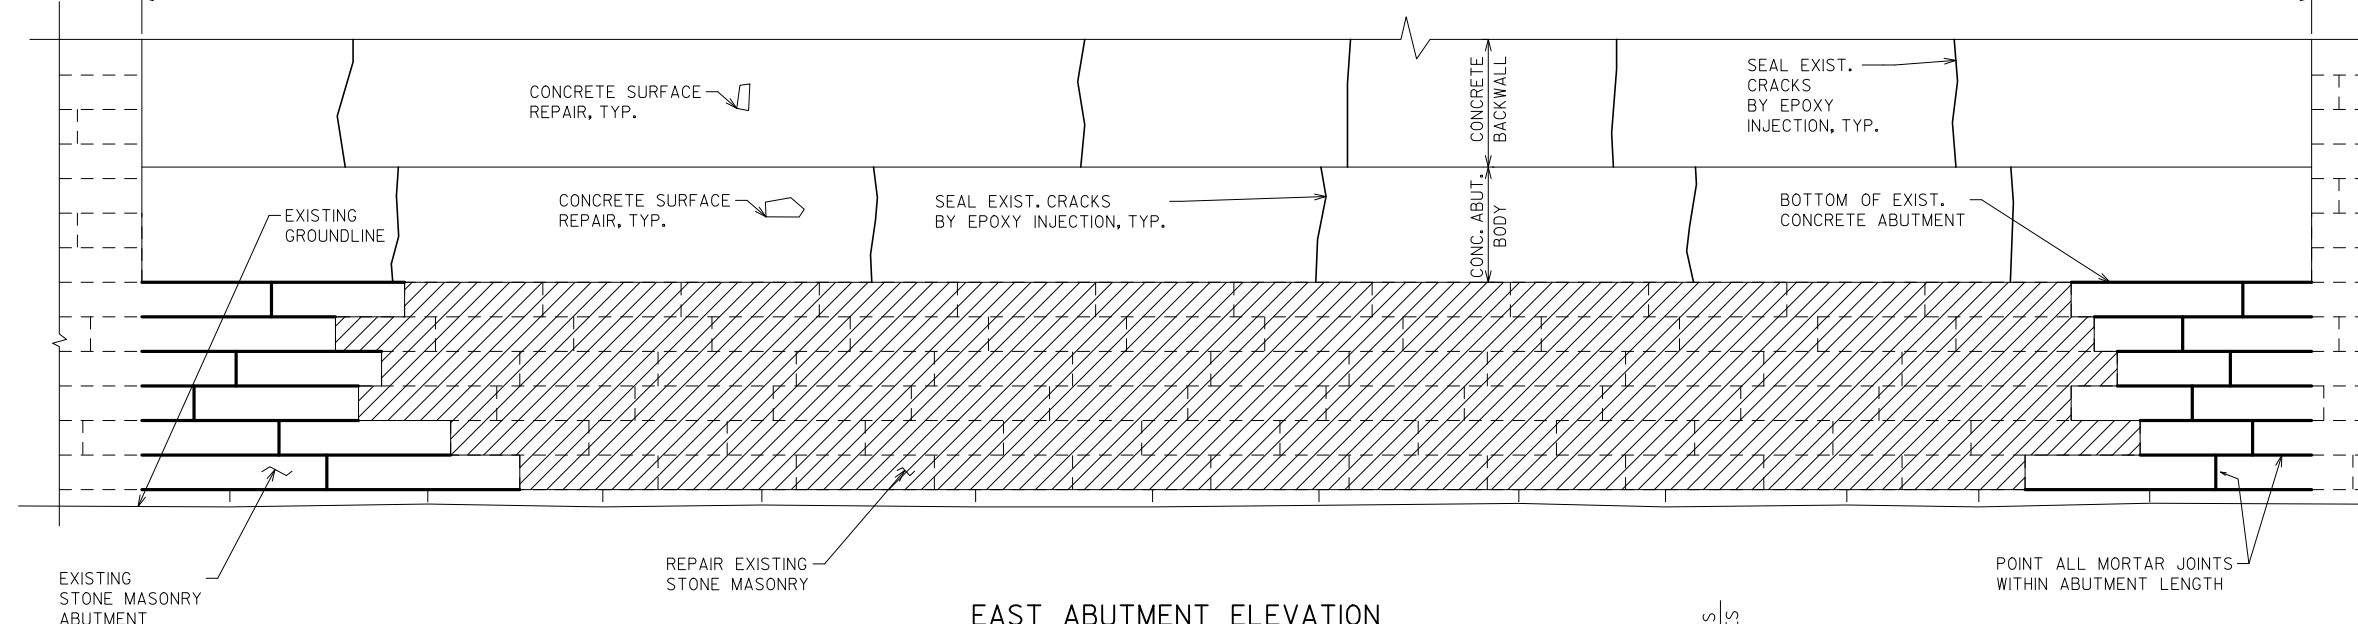 CONCRETE SURFACE
REPAIR, TYP.
CONCRETE
BACKWALL
SEAL EXIST.
CRACKS
BY EPOXY
INJECTION, TYP.
EXISTING
GROUNDLINE
CONCRETE SURFACE
REPAIR, TYP.
SEAL EXIST. CRACKS
BY EPOXY INJECTION, TYP.
CONC. ABUT.
BODY
BOTTOM OF EXIST.
CONCRETE ABUTMENT
EXISTING
STONE MASONRY
ABUTMENT
REPAIR EXISTING
STONE MASONRY
POINT ALL MORTAR JOINTS
WITHIN ABUTMENT LENGTH
EAST ABUTMENT ELEVATION